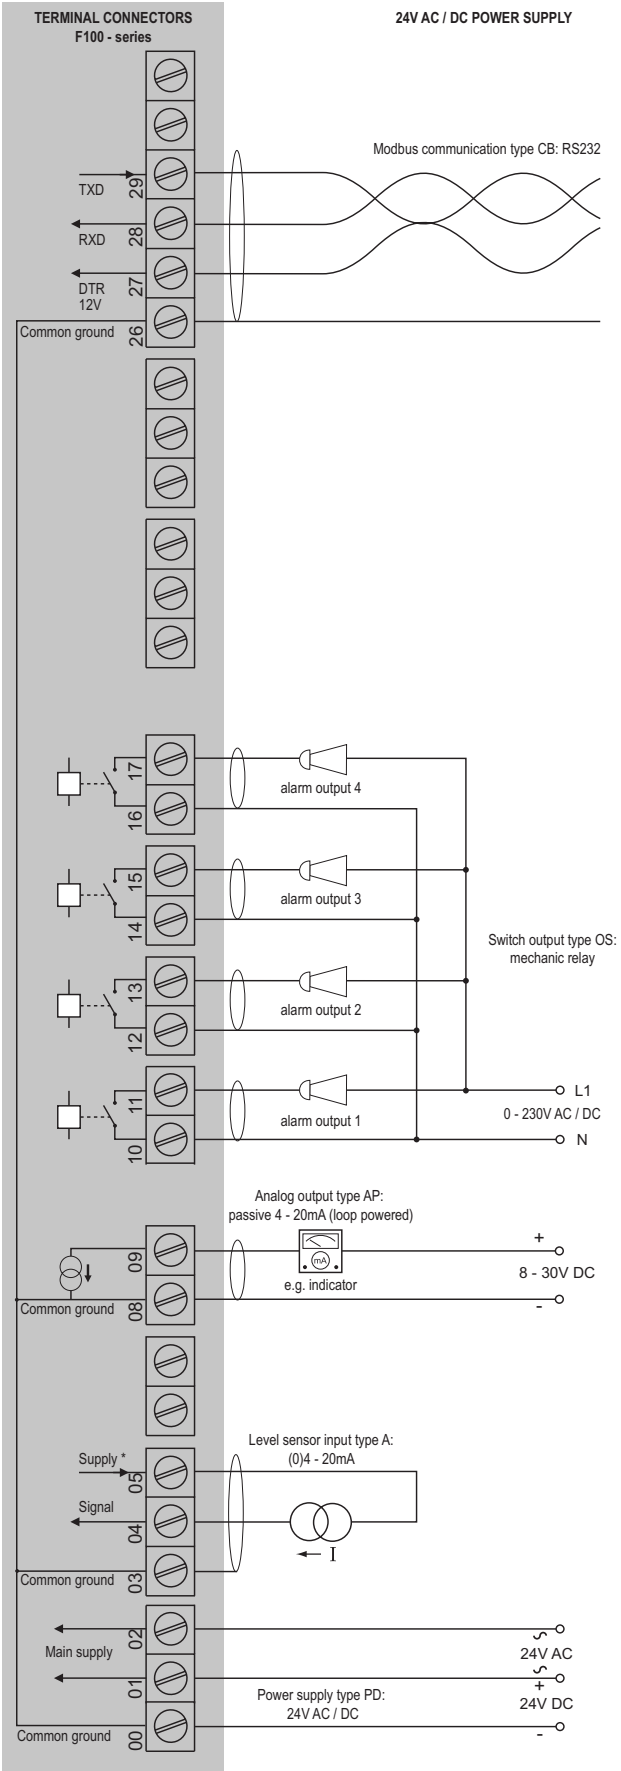 TERMINAL CONNECTORS
F100 - series
24V AC / DC POWER SUPPLY
Modbus communication type CB: RS232
TXD
29
RXD
28
DTR
12V
27
Common ground
26
17
alarm output 4
16
15
alarm output 3
14
Switch output type OS:
mechanic relay
13
alarm output 2
12
11
L1
0 - 230V AC / DC
alarm output 1
10
N
Analog output type AP:
passive 4 - 20mA (loop powered)
09
mA
+
8 - 30V DC
e.g. indicator
Common ground
08
-
Level sensor input type A:
(0)4 - 20mA
Supply *
05
Signal
04
I
Common ground
03
02
Main supply
24V AC
01
+
24V DC
Power supply type PD:
24V AC / DC
Common ground
00
-